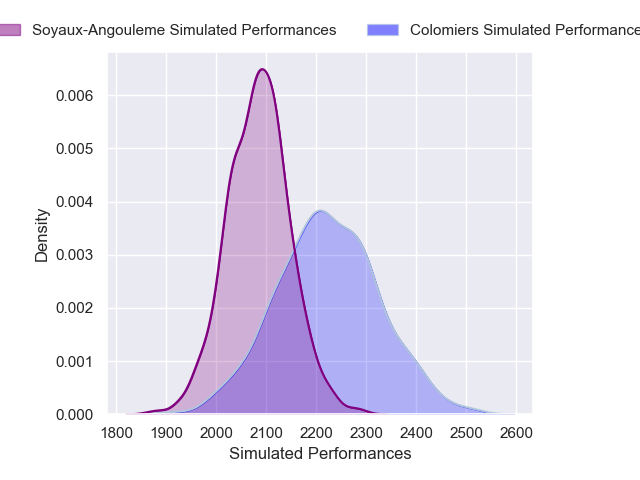 Soyaux-Angouleme Simulated Performances Colomiers Simulated Performance
0.006
0.005
0.004
0.003
0.002
0.001
0.000
Density
1800 1900 2000 2100 2200 2300 2400 2500 2600
Simulated Performances